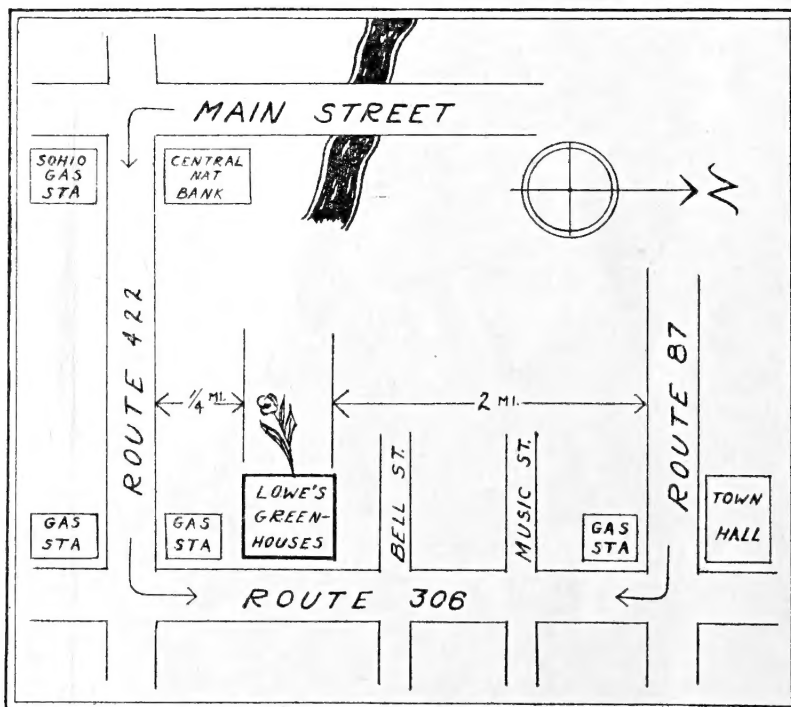 MAIN STREET
SOHIO
GAS
STA
CENTRAL
NAT
BANK
N
ROUTE 422
1/4 MI.
2 MI.
ROUTE 87
LOWE'S
GREEN-
HOUSES
BELL ST.
MUSIC ST.
GAS
STA
GAS
STA
GAS
STA
TOWN
HALL
ROUTE 306